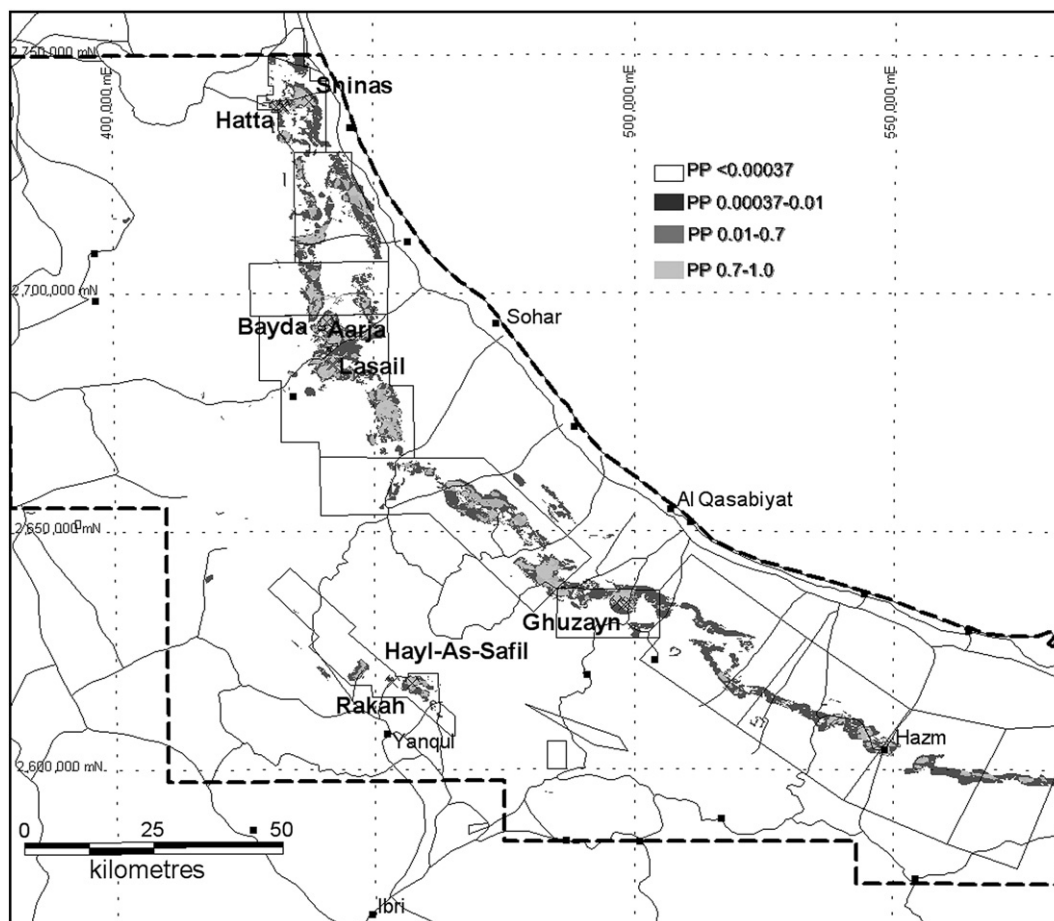 2,750,000 mN
400,000 mE
500,000 mE
550,000 mE
Shinas
Hatta
PP <0.00037
PP 0.00037-0.01
PP 0.01-0.7
PP 0.7-1.0
2,700,000 mN
Sohar
Bayda
Aarja
Lasail
Al Qasabiyat
2,650,000 mN
Ghuzayn
Hayl-As-Safil
Rakah
Yanqul
Hazm
2,600,000 mN
0 25 50
kilometres
Ibri